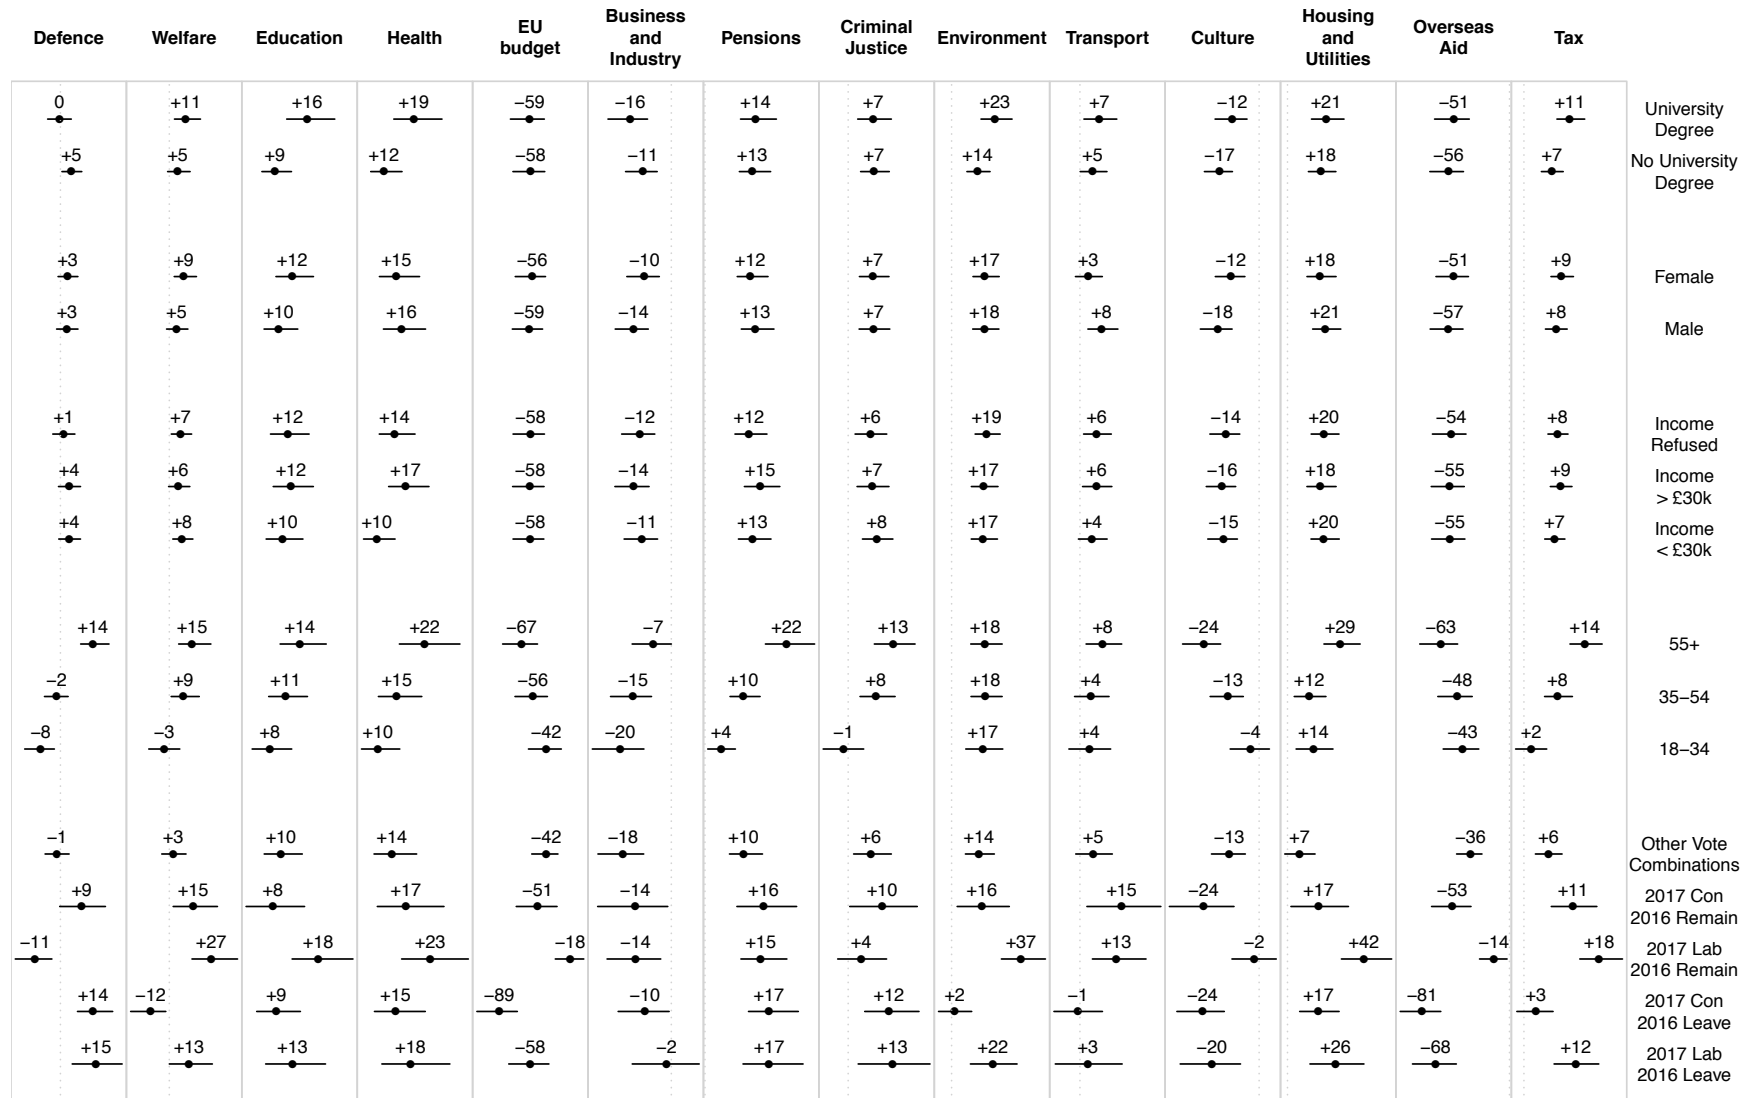 Defence Welfare Education Health EU budget Business and Industry Pensions Criminal Justice Environment Transport Culture Housing and Utilities Overseas Aid Tax
0 +11 +16 +19 −59 −16 +14 +7 +23 +7 −12 +21 −51 +11 University Degree
+5 +5 +9 +12 −58 −11 +13 +7 +14 +5 −17 +18 −56 +7 No University Degree
+3 +9 +12 +15 −56 −10 +12 +7 +17 +3 −12 +18 −51 +9 Female
+3 +5 +10 +16 −59 −14 +13 +7 +18 +8 −18 +21 −57 +8 Male
+1 +7 +12 +14 −58 −12 +12 +6 +19 +6 −14 +20 −54 +8 Income Refused
+4 +6 +12 +17 −58 −14 +15 +7 +17 +6 −16 +18 −55 +9 Income > £30k
+4 +8 +10 +10 −58 −11 +13 +8 +17 +4 −15 +20 −55 +7 Income < £30k
+14 +15 +14 +22 −67 −7 +22 +13 +18 +8 −24 +29 −63 +14 55+
−2 +9 +11 +15 −56 −15 +10 +8 +18 +4 −13 +12 −48 +8 35−54
−8 −3 +8 +10 −42 −20 +4 −1 +17 +4 −4 +14 −43 +2 18−34
−1 +3 +10 +14 −42 −18 +10 +6 +14 +5 −13 +7 −36 +6 Other Vote Combinations
+9 +15 +8 +17 −51 −14 +16 +10 +16 +15 −24 +17 −53 +11 2017 Con 2016 Remain
−11 +27 +18 +23 −18 −14 +15 +4 +37 +13 −2 +42 −14 +18 2017 Lab 2016 Remain
+14 −12 +9 +15 −89 −10 +17 +12 +2 −1 −24 +17 −81 +3 2017 Con 2016 Leave
+15 +13 +13 +18 −58 −2 +17 +13 +22 +3 −20 +26 −68 +12 2017 Lab 2016 Leave